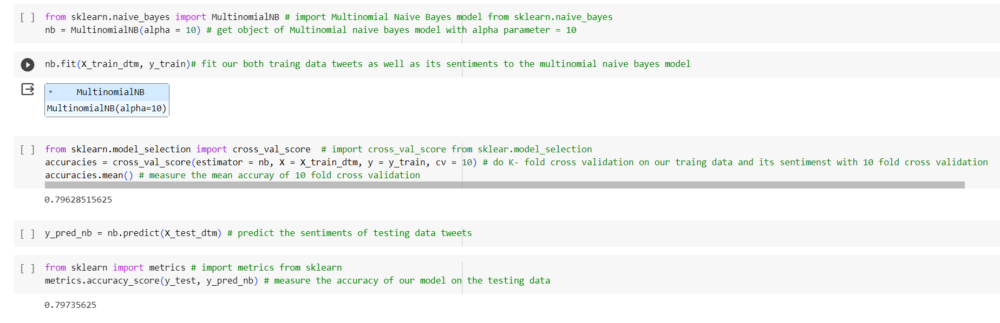 [ ] from sklearn.naive_bayes import MultinomialNB # import Multinomial Naive Bayes model from sklearn.naive_bayes
nb = MultinomialNB(alpha = 10) # get object of Multinomial naive bayes model with alpha parameter = 10
nb.fit(X_train_dtm, y_train)# fit our both traing data tweets as well as its sentiments to the multinomial naive bayes model
MultinomialNB
MultinomialNB(alpha=10)
[ ] from sklearn.model_selection import cross_val_score  # import cross_val_score from sklear.model_selection
accuracies = cross_val_score(estimator = nb, X = X_train_dtm, y = y_train, cv = 10) # do K- fold cross validation on our traing data and its sentimenst with 10 fold cross validation
accuracies.mean() # measure the mean accuray of 10 fold cross validation
0.79628515625
[ ] y_pred_nb = nb.predict(X_test_dtm) # predict the sentiments of testing data tweets
[ ] from sklearn import metrics # import metrics from sklearn
metrics.accuracy_score(y_test, y_pred_nb) # measure the accuracy of our model on the testing data
0.79735625